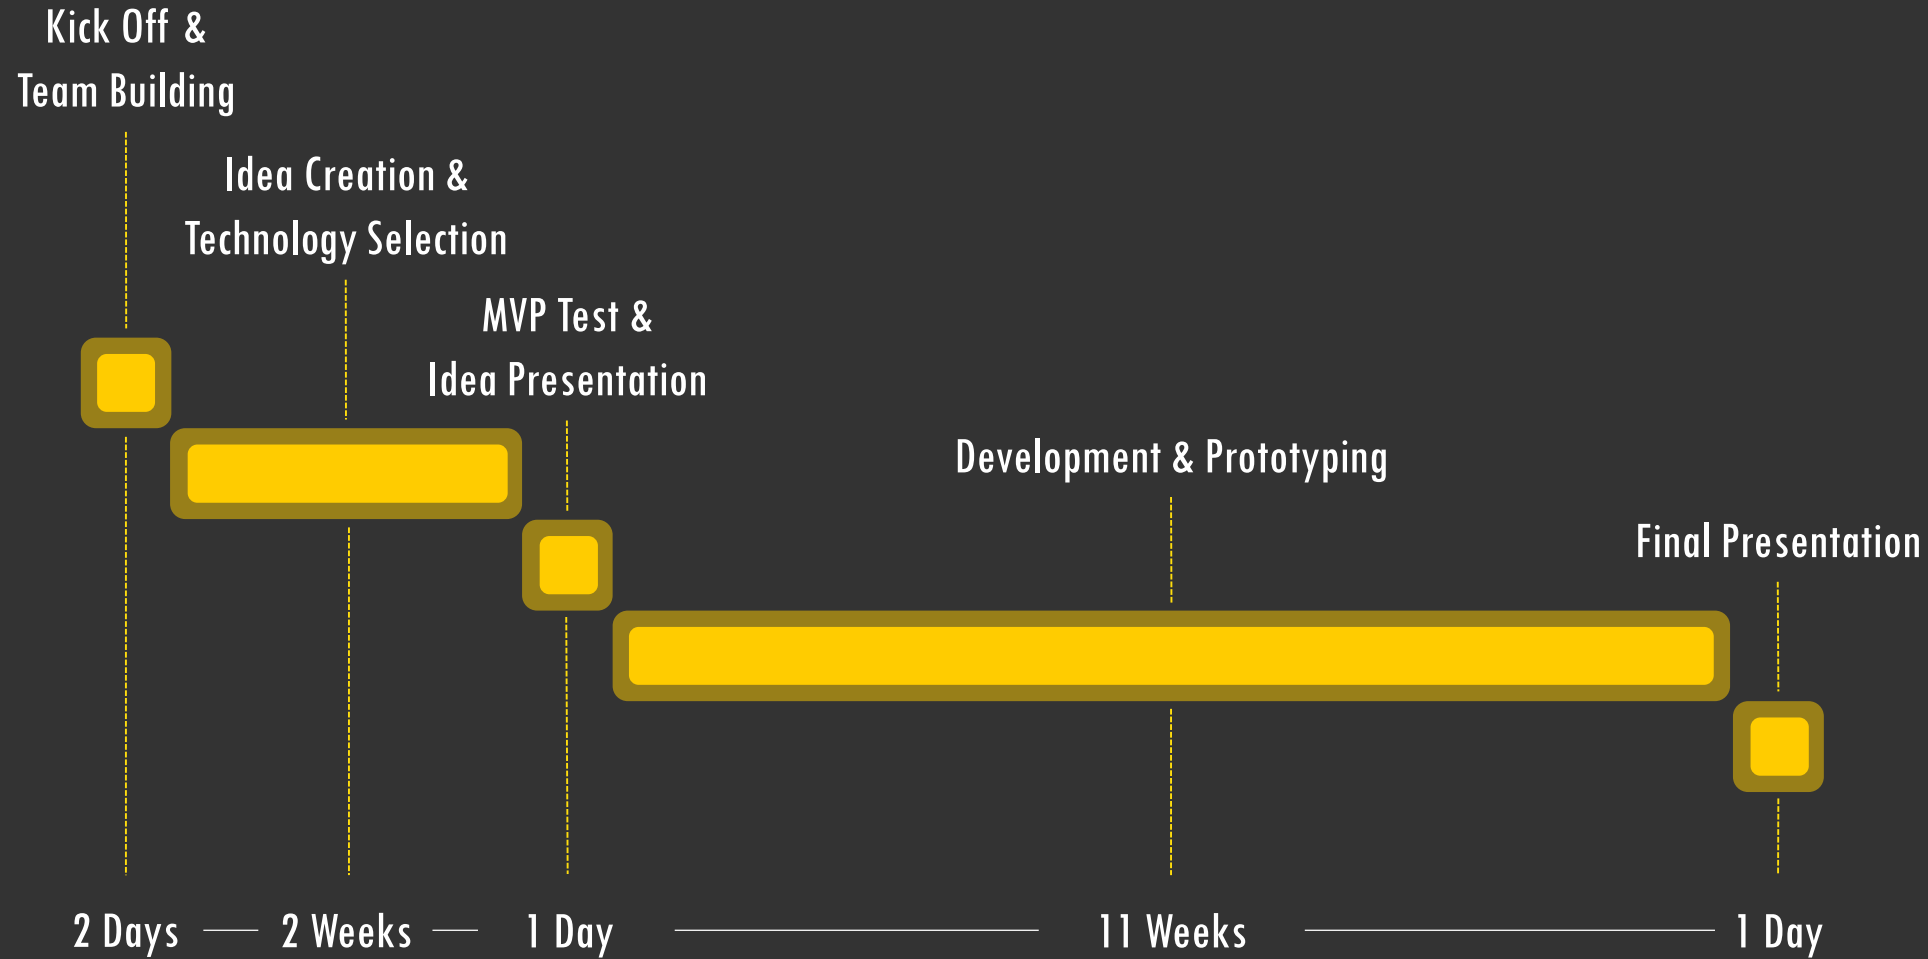 Kick Off &
Team Building
Idea Creation &
Technology Selection
MVP Test &
Idea Presentation
Development & Prototyping
Final Presentation
2 Days
2 Weeks
1 Day
11 Weeks
1 Day